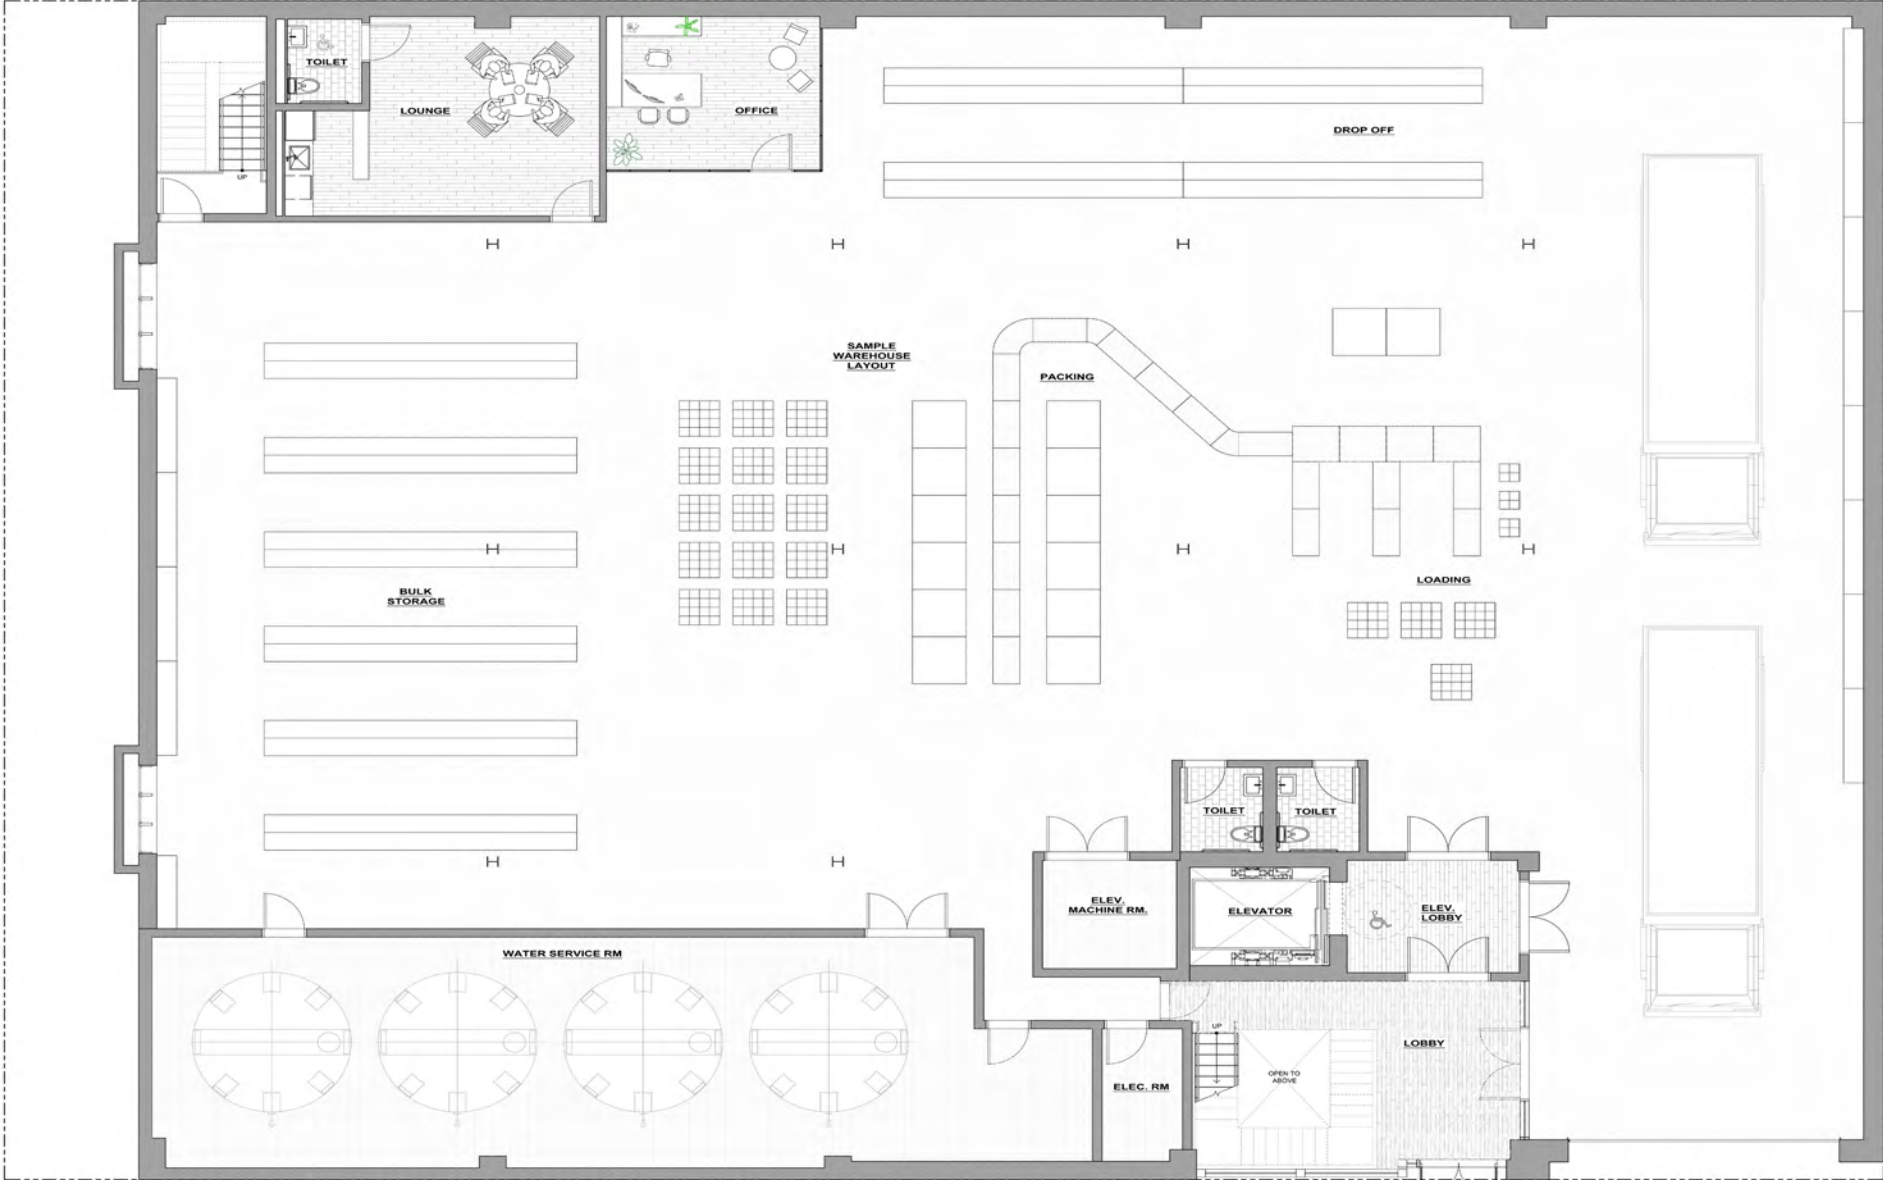 TOILET
LOUNGE
OFFICE
DROP OFF
UP
SAMPLE
WAREHOUSE
LAYOUT
PACKING
BULK
STORAGE
LOADING
TOILET
TOILET
ELEV.
MACHINE RM.
ELEVATOR
ELEV.
LOBBY
WATER SERVICE RM
UP
LOBBY
OPEN TO
ABOVE
ELEC. RM